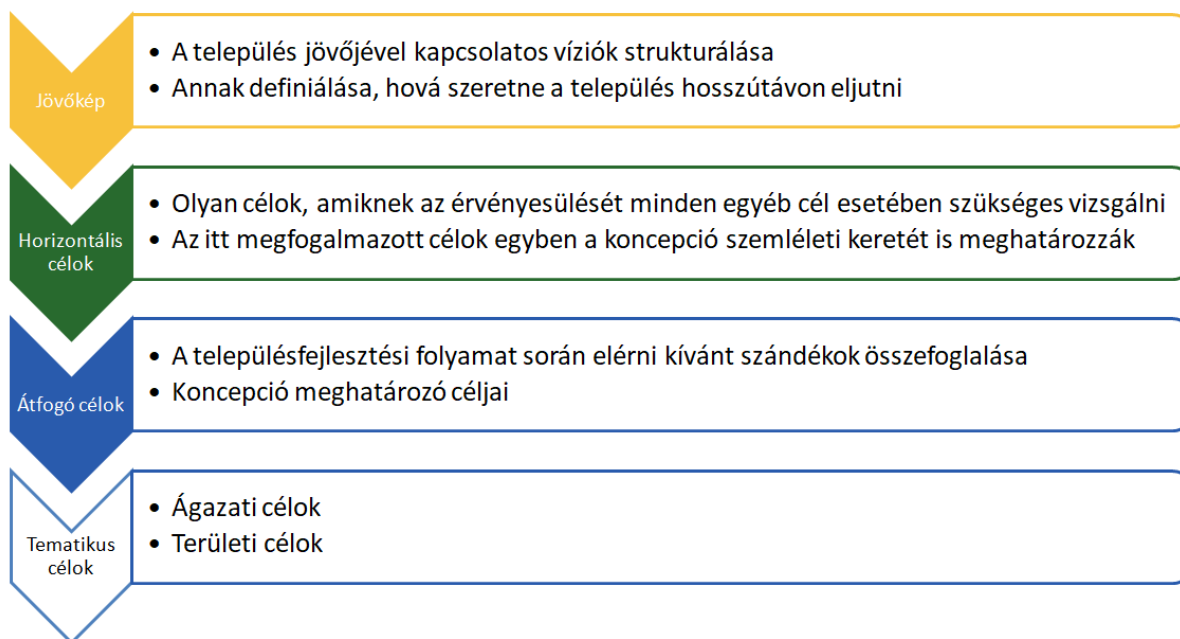 Jövőkép
• A település jövőjével kapcsolatos víziók strukturálása
• Annak definiálása, hová szeretne a település hosszútávon eljutni
Horizontális
célok
• Olyan célok, amiknek az érvényesülését minden egyéb cél esetében szükséges vizsgálni
• Az itt megfogalmazott célok egyben a koncepció szemléleti keretét is meghatározzák
Átfogó célok
• A településfejlesztési folyamat során elérni kívánt szándékok összefoglalása
• Koncepció meghatározó céljai
Tematikus
célok
• Ágazati célok
• Területi célok